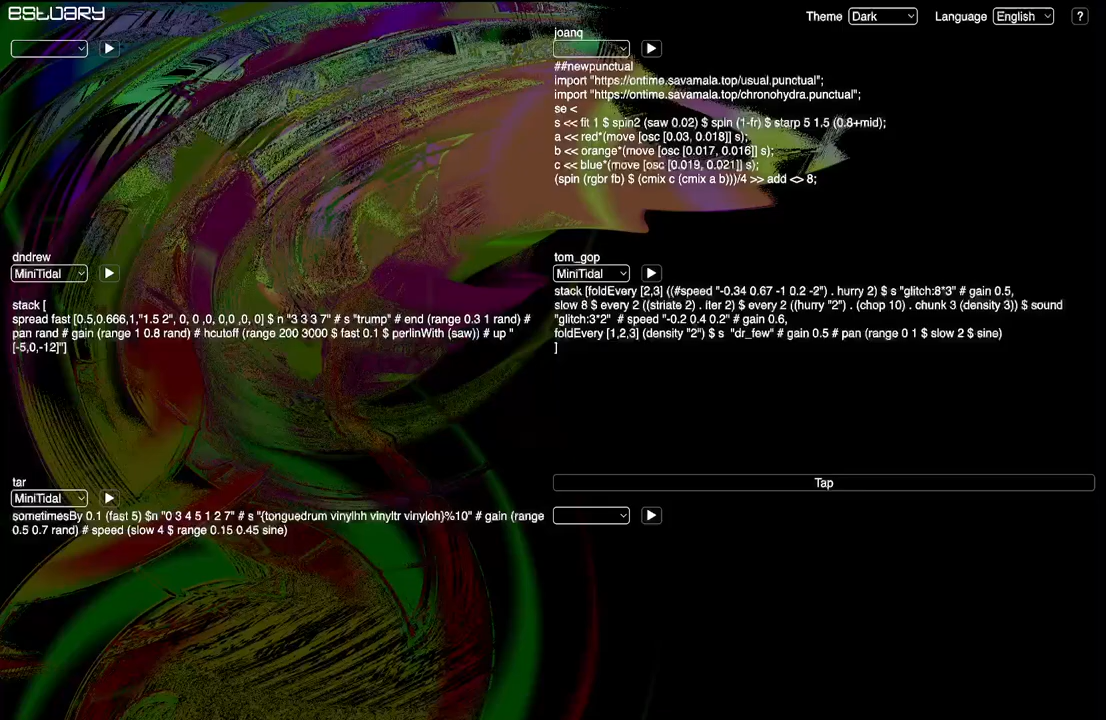 estuary
Theme Dark Language English ?
joanq
##newpunctual
import "https://ontime.savamala.top/usual.punctual";
import "https://ontime.savamala.top/chronohydra.punctual";
se <
s << fit 1 $ spin2 (saw 0.02) $ spin (1-fr) $ starp 5 1.5 (0.8+mid);
a << red*(move [osc [0.03, 0.018]] s);
b << orange*(move [osc [0.017, 0.016]] s);
c << blue*(move [osc [0.019, 0.021]] s);
(spin (rgbr fb) $ (cmix c (cmix a b)))/4 >> add <> 8;
dndrew
MiniTidal
stack [
spread fast [0.5,0.666,1,"1.5 2", 0, 0 ,0, 0,0 ,0, 0] $ n "3 3 3 7" # s "trump" # end (range 0.3 1 rand) #
pan rand # gain (range 1 0.8 rand) # hcutoff (range 200 3000 $ fast 0.1 $ perlinWith (saw)) # up "
[-5,0,-12]"]
tom_gop
MiniTidal
stack [foldEvery [2,3] ((#speed "-0.34 0.67 -1 0.2 -2") . hurry 2) $ s "glitch:8*3" # gain 0.5,
slow 8 $ every 2 ((striate 2) . iter 2) $ every 2 ((hurry "2") . (chop 10) . chunk 3 (density 3)) $ sound
"glitch:3*2" # speed "-0.2 0.4 0.2" # gain 0.6,
foldEvery [1,2,3] (density "2") $ s "dr_few" # gain 0.5 # pan (range 0 1 $ slow 2 $ sine)
]
tar
MiniTidal
sometimesBy 0.1 (fast 5) $n "0 3 4 5 1 2 7" # s "{tonguedrum vinylhh vinyltr vinyloh}%10" # gain (range
0.5 0.7 rand) # speed (slow 4 $ range 0.15 0.45 sine)
Tap